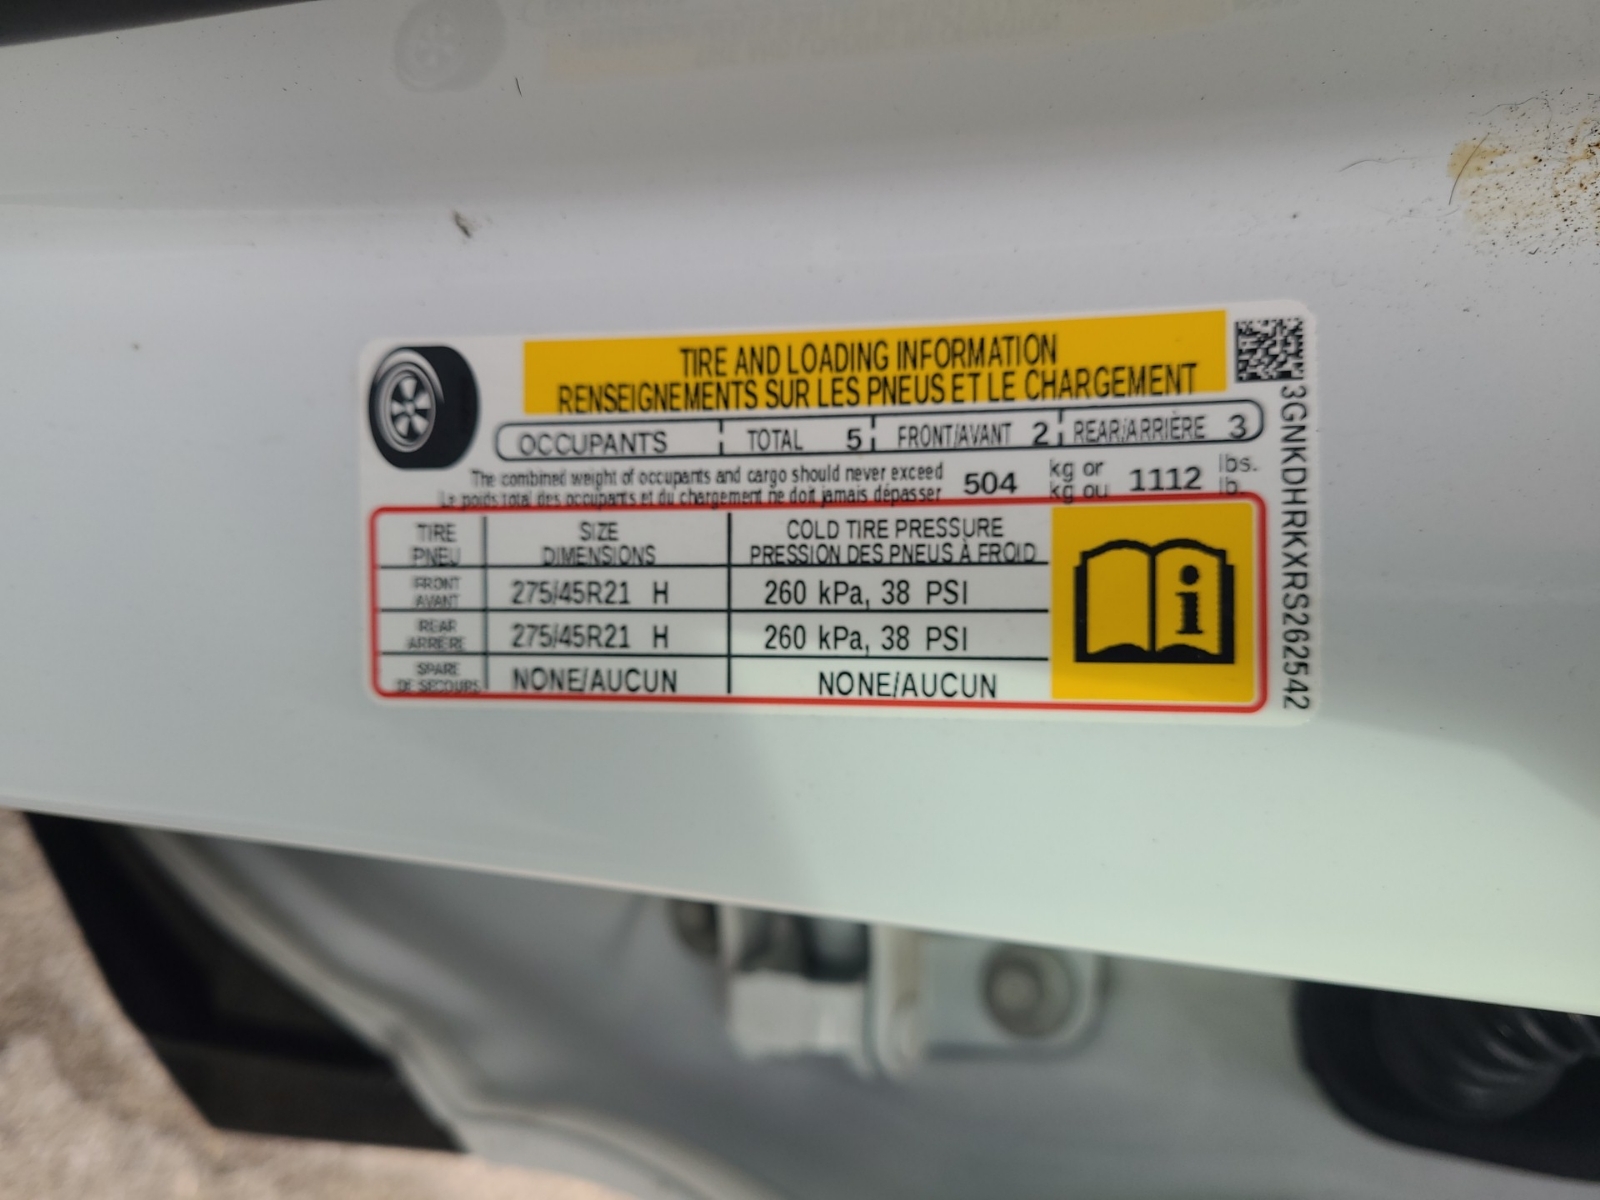 TIRE AND LOADING INFORMATION
RENSEIGNEMENTS SUR LES PNEUS ET LE CHARGEMENT
OCCUPANTS TOTAL 5 FRONT/AVANT 2 REAR/ARRIÈRE 3
The combined weight of occupants and cargo should never exceed 504 kg or 1112 lbs.
Le poids total des occupants et du chargement ne doit jamais dépasser kg ou lb.
TIRE SIZE COLD TIRE PRESSURE
PNEU DIMENSIONS PRESSION DES PNEUS À FROID
FRONT
AVANT 275/45R21 H 260 kPa, 38 PSI
REAR
ARRIÈRE 275/45R21 H 260 kPa, 38 PSI
SPARE
DE SECOURS NONE/AUCUN NONE/AUCUN
i
3GNKDHRKXRS262542